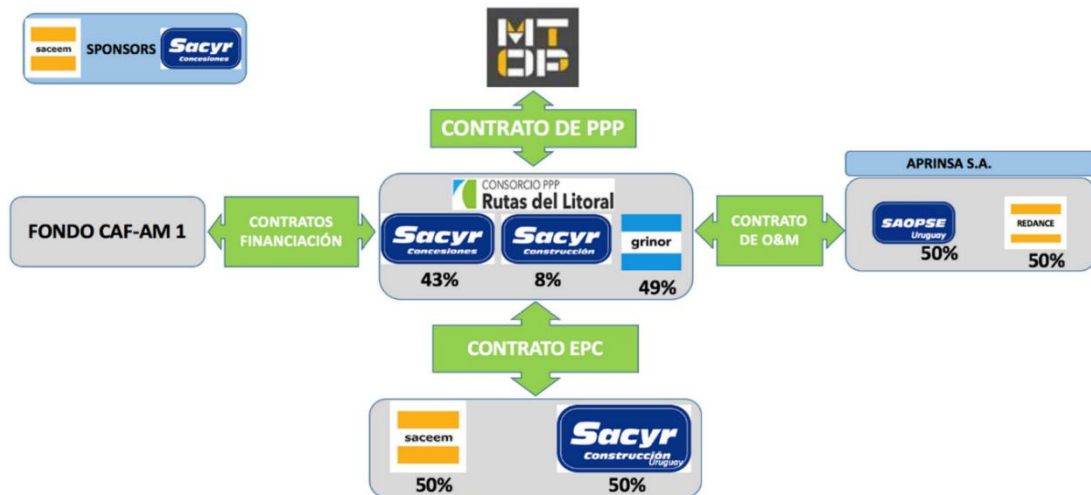 saceem
SPONSORS
Sacyr
Concesiones
MT
OP
CONTRATO DE PPP
APRINSA S.A.
FONDO CAF-AM 1
CONTRATOS
FINANCIACIÓN
CONSORCIO PPP
Rutas del Litoral
Sacyr
Concesiones
43%
Sacyr
Construcción
8%
grinor
49%
CONTRATO
DE O&M
SAOPSE
Uruguay
50%
REDANCE
50%
CONTRATO EPC
saceem
50%
Sacyr
Construcción
Uruguay
50%